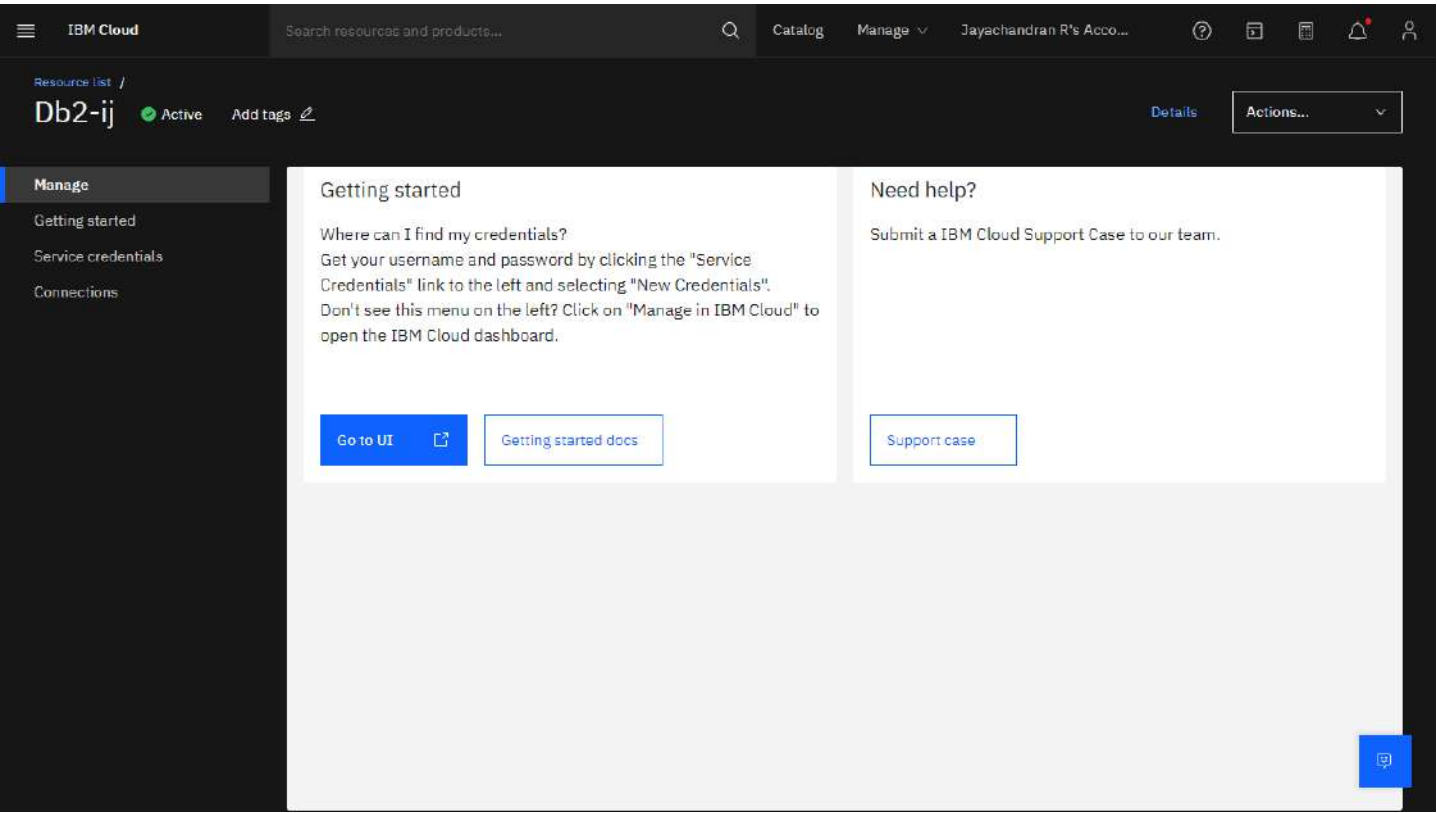 IBM Cloud
Search resources and products...
Catalog
Manage
Jayachandran R's Acco...
Resource list /
Db2-ij
Active
Add tags
Details
Actions...
Manage
Getting started
Service credentials
Connections
Getting started
Where can I find my credentials?
Get your username and password by clicking the "Service
Credentials" link to the left and selecting "New Credentials".
Don't see this menu on the left? Click on "Manage in IBM Cloud" to
open the IBM Cloud dashboard.
Go to UI
Getting started docs
Need help?
Submit a IBM Cloud Support Case to our team.
Support case